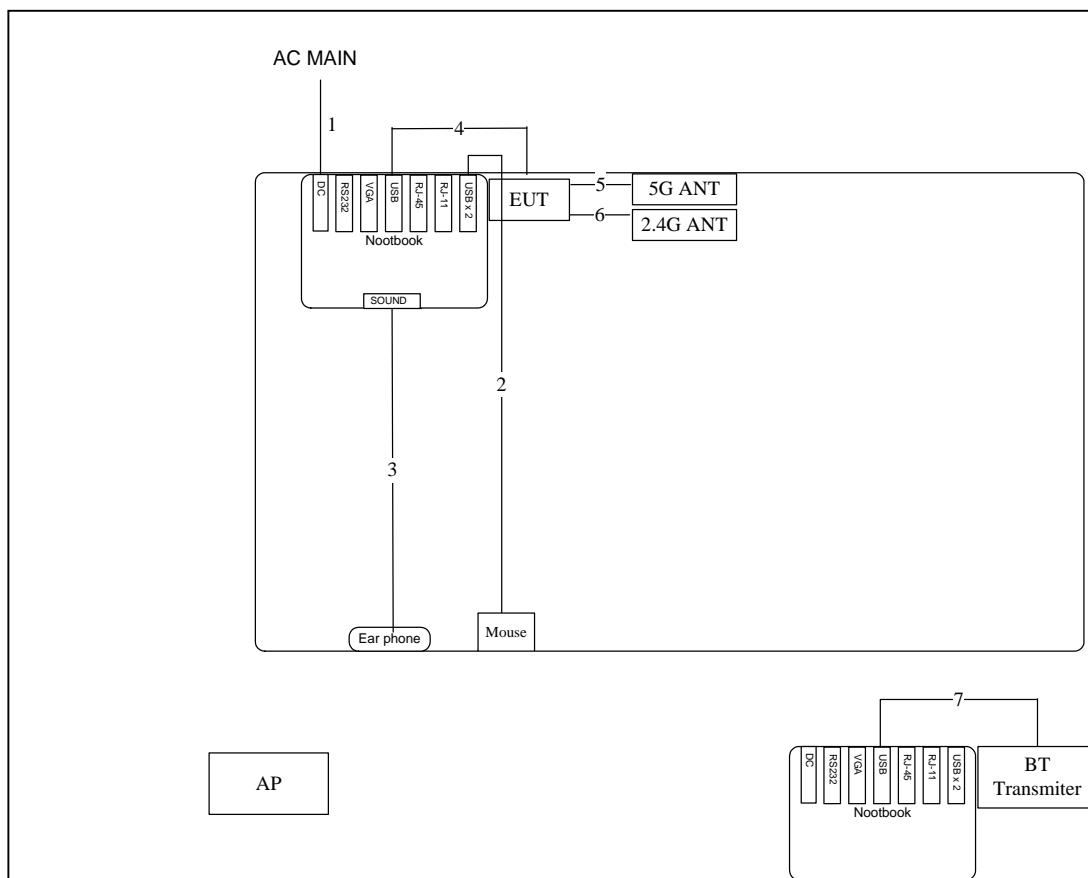 AC MAIN
1
4
DC
RS232
VGA
USB
RJ-45
RJ-11
USB x 2
Nootbook
SOUND
EUT
5
5G ANT
6
2.4G ANT
2
3
Ear phone
Mouse
7
AP
DC
RS232
VGA
USB
RJ-45
RJ-11
USB x 2
Nootbook
BT
Transmiter